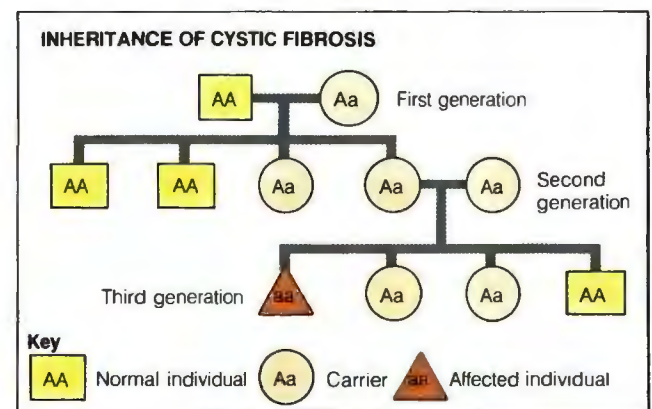 INHERITANCE OF CYSTIC FIBROSIS
AA Aa First generation
AA AA Aa Aa Aa Second
generation
Third generation aa Aa Aa AA
Key
AA Normal individual Aa Carrier aa Affected individual